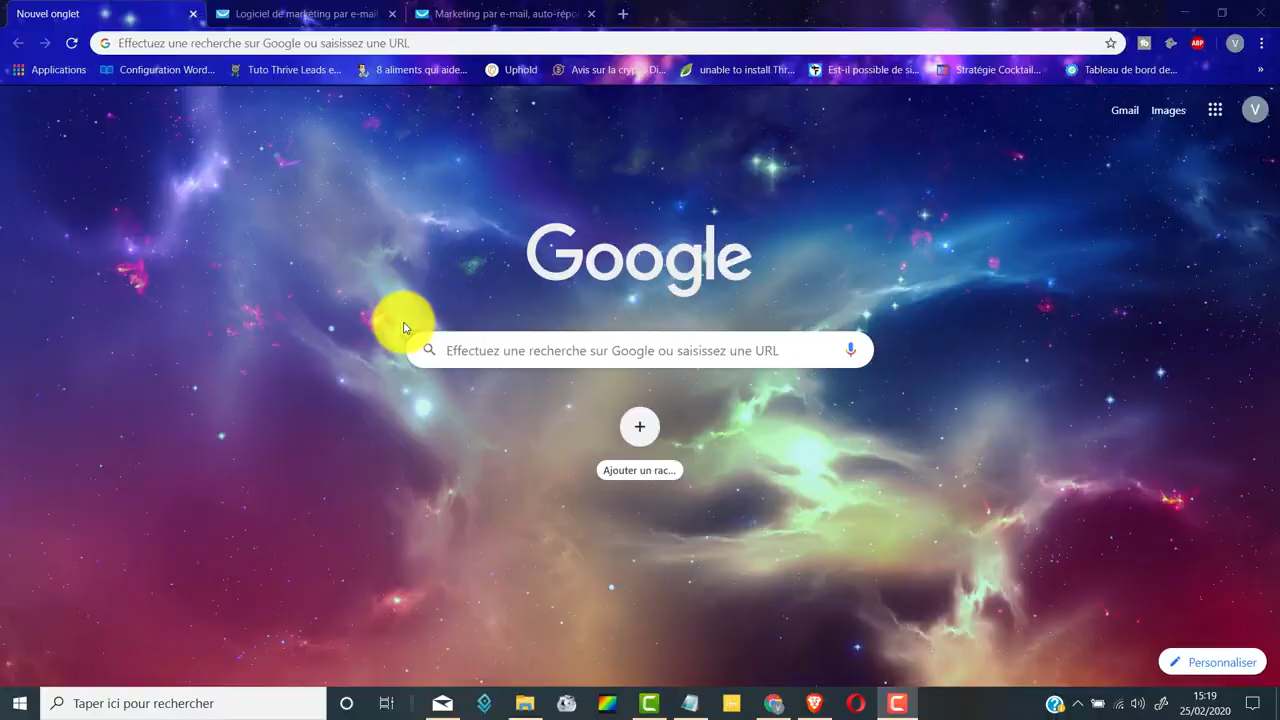 Nouvel onglet
Logiciel de marketing par e-mail
Marketing par e-mail, auto-répo
Effectuez une recherche sur Google ou saisissez une URL
ABP
V
Applications
Configuration Word...
Tuto Thrive Leads e...
8 aliments qui aide...
Uphold
Avis sur la crypto Di...
unable to install Thr...
Est-il possible de si...
Stratégie Cocktail...
Tableau de bord de...
»
Gmail
Images
V
Google
Effectuez une recherche sur Google ou saisissez une URL
Ajouter un rac...
Personnaliser
Taper ici pour rechercher
15:19
25/02/2020